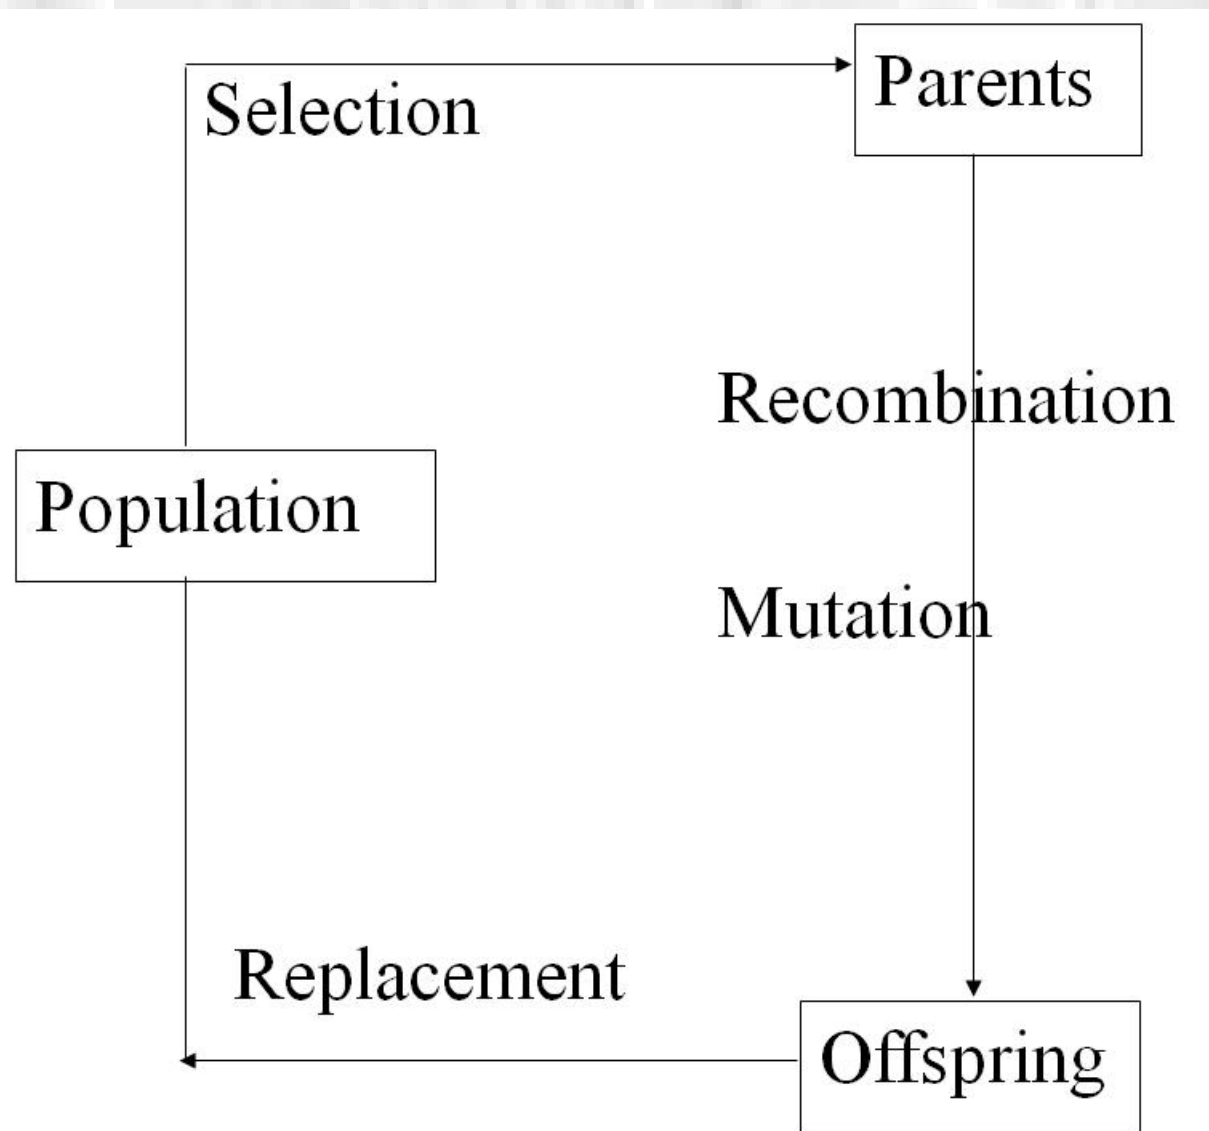 Selection
Parents
Recombination
Population
Mutation
Replacement
Offspring